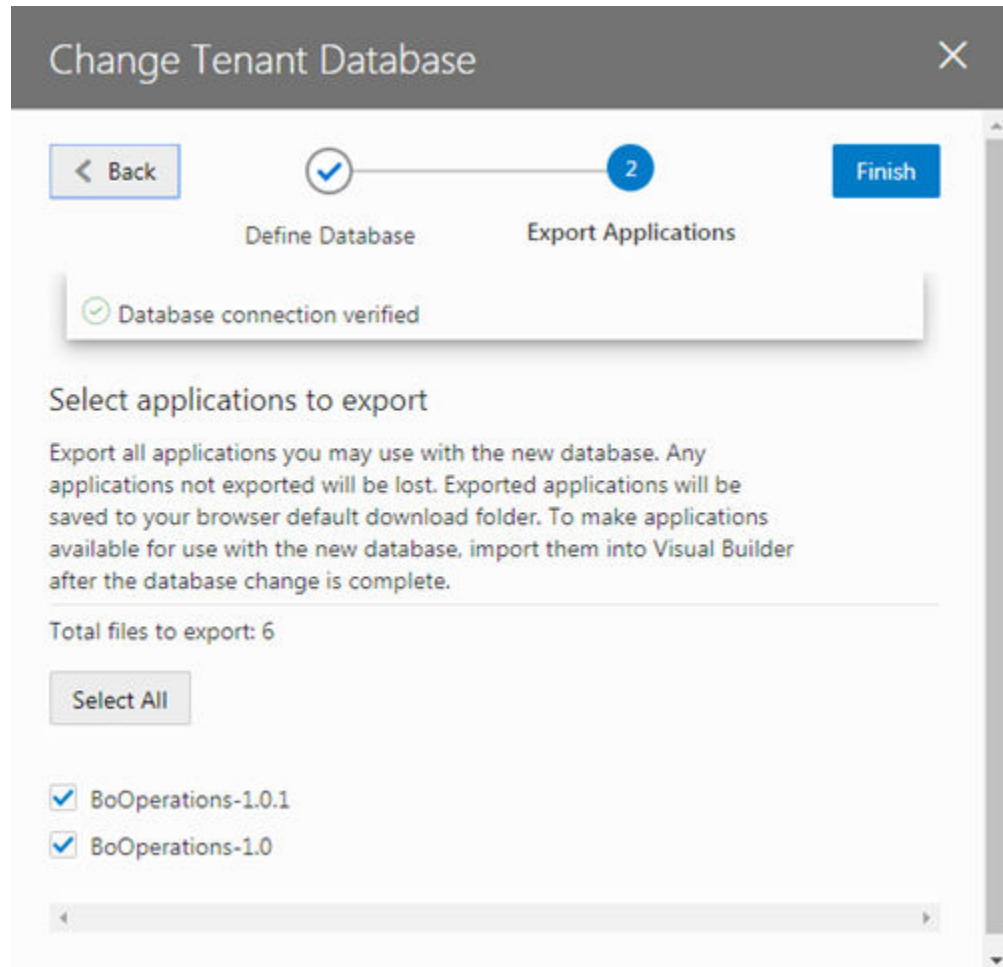 Change Tenant Database
Back
2
Finish
Define Database
Export Applications
Database connection verified
Select applications to export
Export all applications you may use with the new database. Any
applications not exported will be lost. Exported applications will be
saved to your browser default download folder. To make applications
available for use with the new database, import them into Visual Builder
after the database change is complete.
Total files to export: 6
Select All
BoOperations-1.0.1
BoOperations-1.0